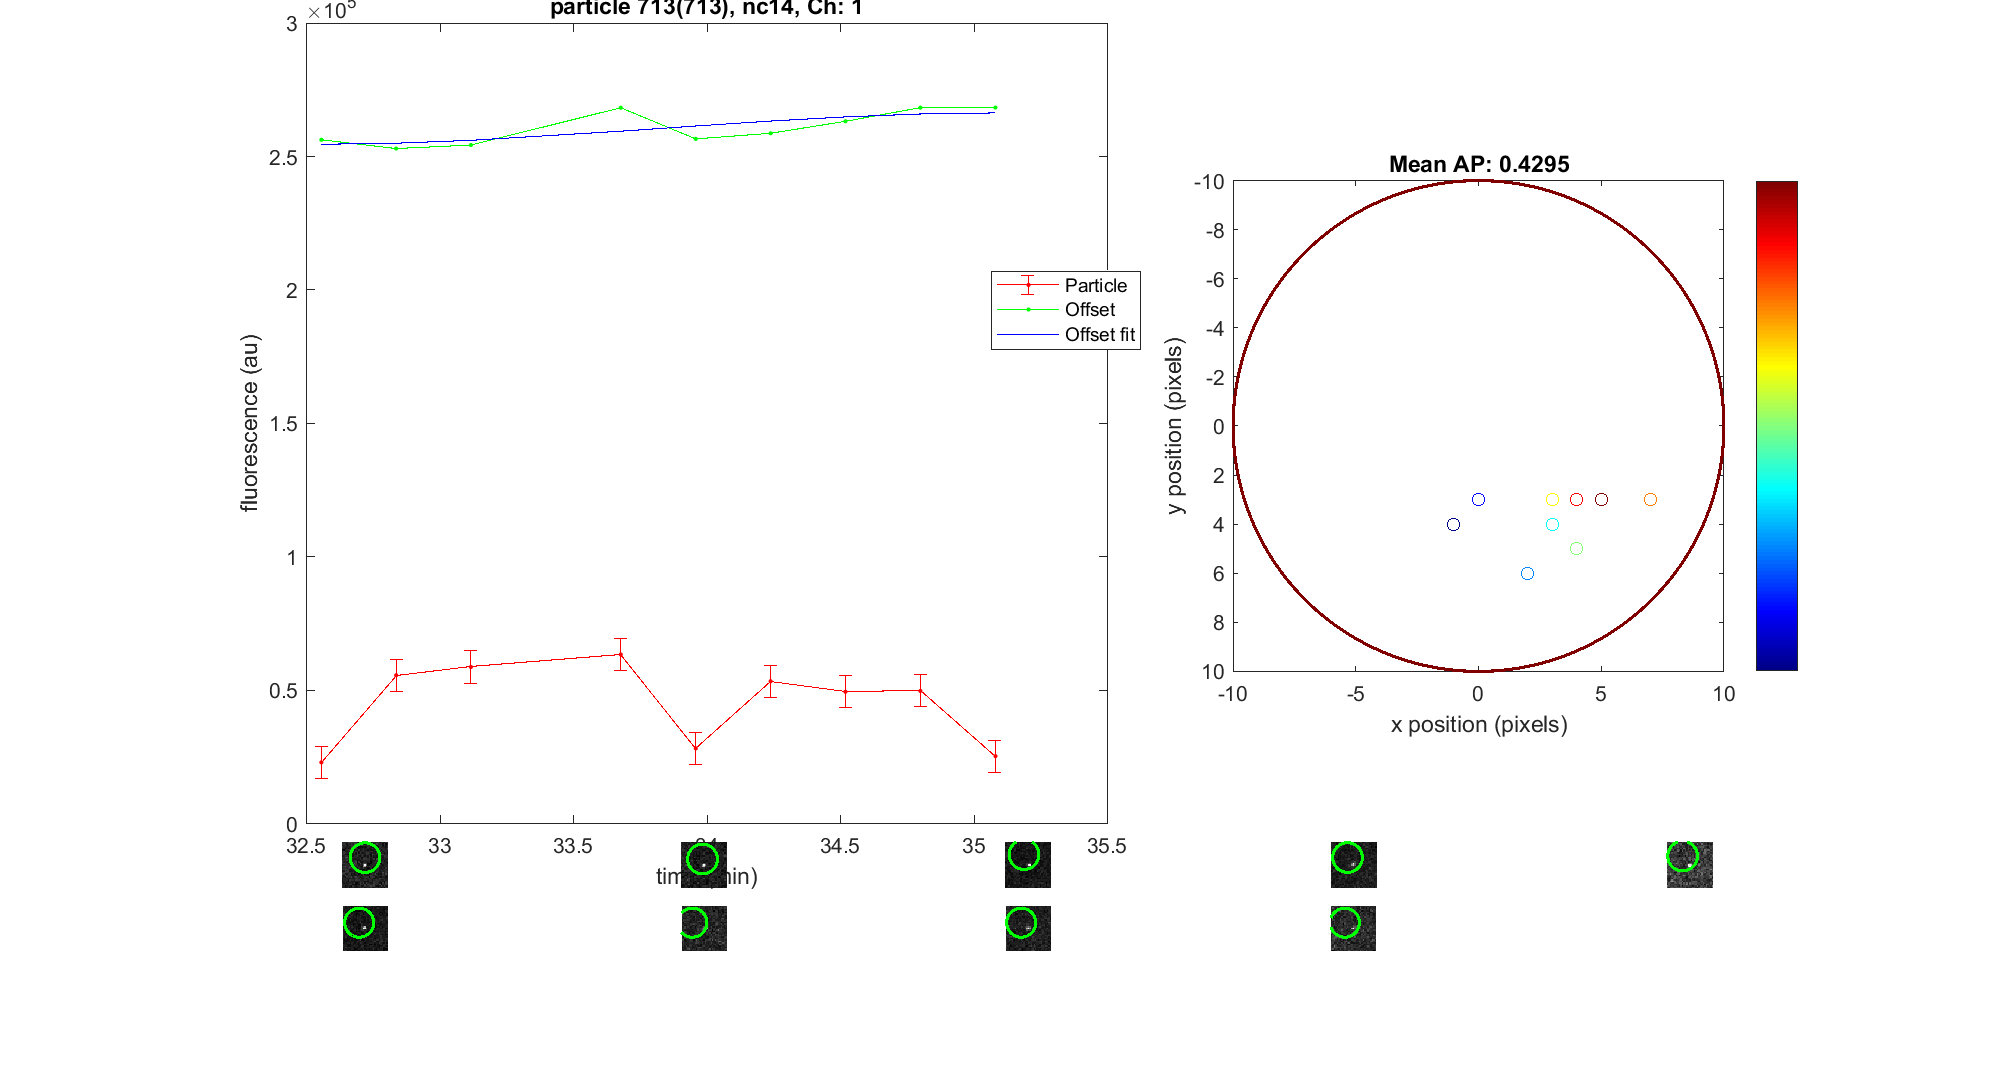 particle 713(713), nc14, Ch: 1
×10⁵
3
2.5
2
1.5
1
0.5
0
fluorescence (au)
32.5 33 33.5 34.5 35 35.5
Particle
Offset
Offset fit
Mean AP: 0.4295
-10
-8
-6
-4
-2
0
2
4
6
8
10
y position (pixels)
-10 -5 0 5 10
x position (pixels)